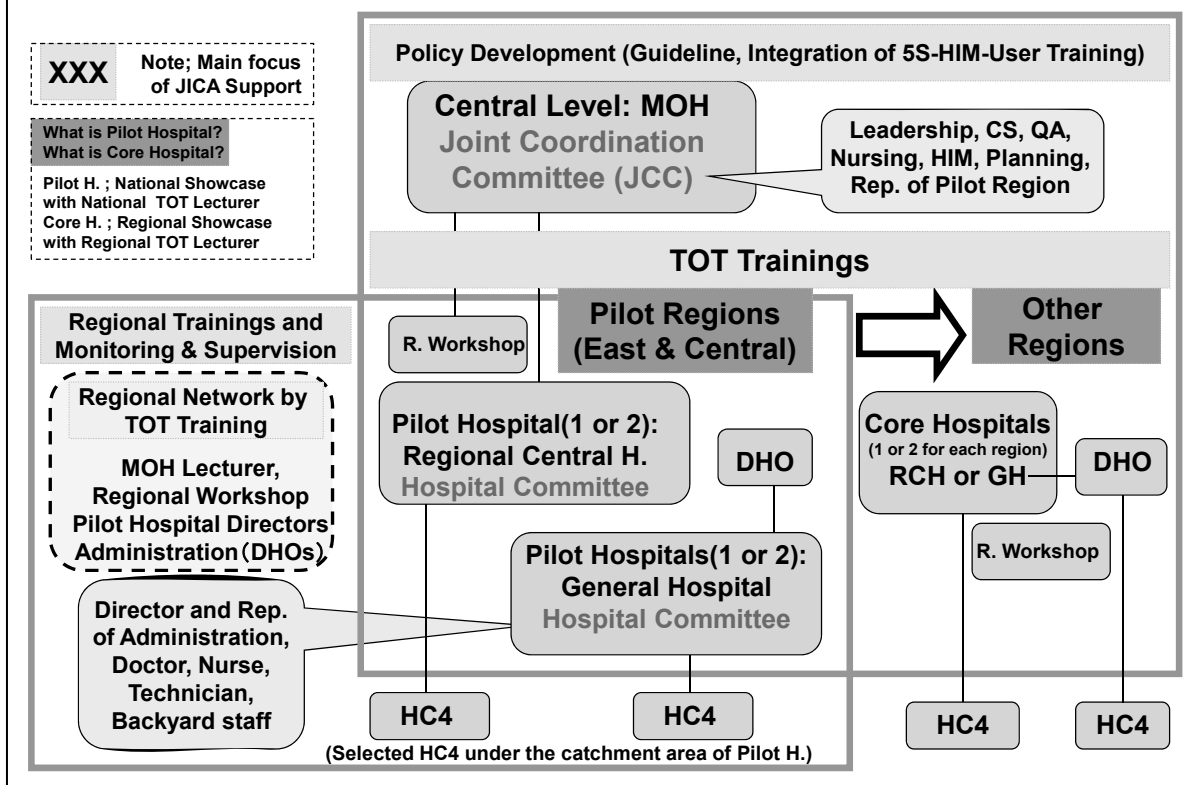 XXX
Note; Main focus
of JICA Support
What is Pilot Hospital?
What is Core Hospital?
Pilot H. ; National Showcase
with National TOT Lecturer
Core H. ; Regional Showcase
with Regional TOT Lecturer
Policy Development (Guideline, Integration of 5S-HIM-User Training)
Central Level: MOH
Joint Coordination
Committee (JCC)
Leadership, CS, QA,
Nursing, HIM, Planning,
Rep. of Pilot Region
TOT Trainings
Regional Trainings and
Monitoring & Supervision
Regional Network by
TOT Training
MOH Lecturer,
Regional Workshop
Pilot Hospital Directors
Administration(DHOs)
Director and Rep.
of Administration,
Doctor, Nurse,
Technician,
Backyard staff
R. Workshop
Pilot Regions
(East & Central)
Other
Regions
Pilot Hospital(1 or 2):
Regional Central H.
Hospital Committee
DHO
Pilot Hospitals(1 or 2):
General Hospital
Hospital Committee
Core Hospitals
(1 or 2 for each region)
RCH or GH
DHO
R. Workshop
HC4
HC4
HC4
HC4
(Selected HC4 under the catchment area of Pilot H.)